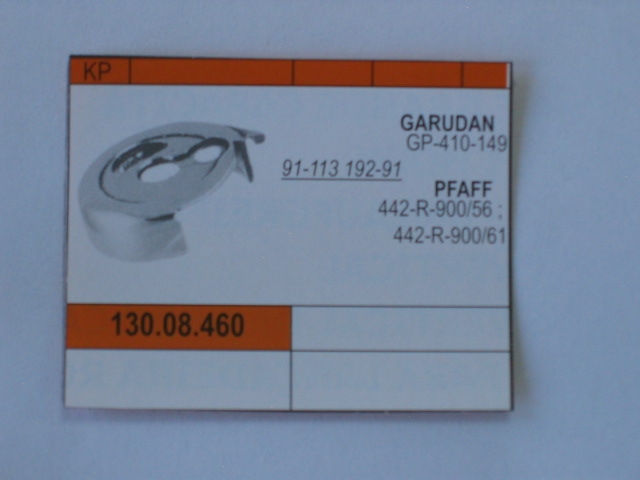 KP
GARUDAN
GP-410-149
91-113 192-91
PFAFF
442-R-900/56 ;
442-R-900/61
130.08.460